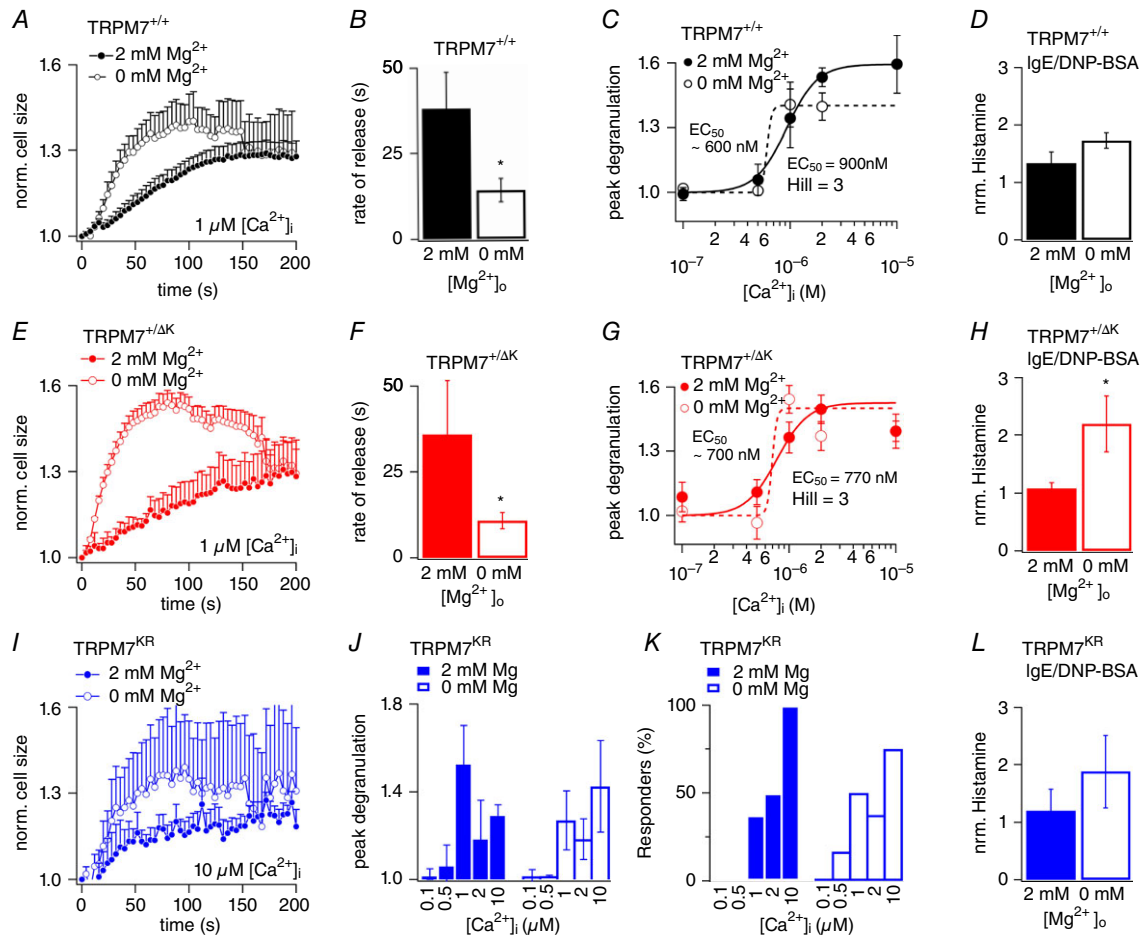 A
TRPM7+/+
2 mM Mg2+
0 mM Mg2+
1.6
1.3
1.0
norm. cell size
1 µM [Ca2+]i
0 50 100 150 200
time (s)
B
TRPM7+/+
50
25
0
rate of release (s)
*
2 mM 0 mM
[Mg2+]o
C
TRPM7+/+
2 mM Mg2+
0 mM Mg2+
1.6
1.3
1.0
peak degranulation
EC50
~ 600 nM
EC50 = 900nM
Hill = 3
2 4 6 2 4 6
10−7 10−6 10−5
[Ca2+]i (M)
D
TRPM7+/+
IgE/DNP-BSA
3
2
1
0
nrm. Histamine
2 mM 0 mM
[Mg2+]o
E
TRPM7+/ΔK
2 mM Mg2+
0 mM Mg2+
1.6
1.3
1.0
norm. cell size
1 µM [Ca2+]i
0 50 100 150 200
time (s)
F
TRPM7+/ΔK
50
25
0
rate of release (s)
*
2 mM 0 mM
[Mg2+]o
G
TRPM7+/ΔK
2 mM Mg2+
0 mM Mg2+
1.6
1.3
1.0
peak degranulation
EC50
~ 700 nM
EC50 = 770 nM
Hill = 3
2 4 6 2 4 6
10−7 10−6 10−5
[Ca2+]i (M)
H
TRPM7+/ΔK
IgE/DNP-BSA
3
2
1
0
nrm. Histamine
*
2 mM 0 mM
[Mg2+]o
I
TRPM7KR
2 mM Mg2+
0 mM Mg2+
1.6
1.3
1.0
norm. cell size
10 µM [Ca2+]i
0 50 100 150 200
time (s)
J
TRPM7KR
2 mM Mg
0 mM Mg
1.8
1.4
1.2
1.0
peak degranulation
0.1 0.5 1 2 10 0.1 0.5 1 2 10
[Ca2+]i (µM)
K
TRPM7KR
2 mM Mg
0 mM Mg
100
50
0
Responders (%)
0.1 0.5 1 2 10 0.1 0.5 1 2 10
[Ca2+]i (µM)
L
TRPM7KR
IgE/DNP-BSA
3
2
1
0
nrm. Histamine
2 mM 0 mM
[Mg2+]o